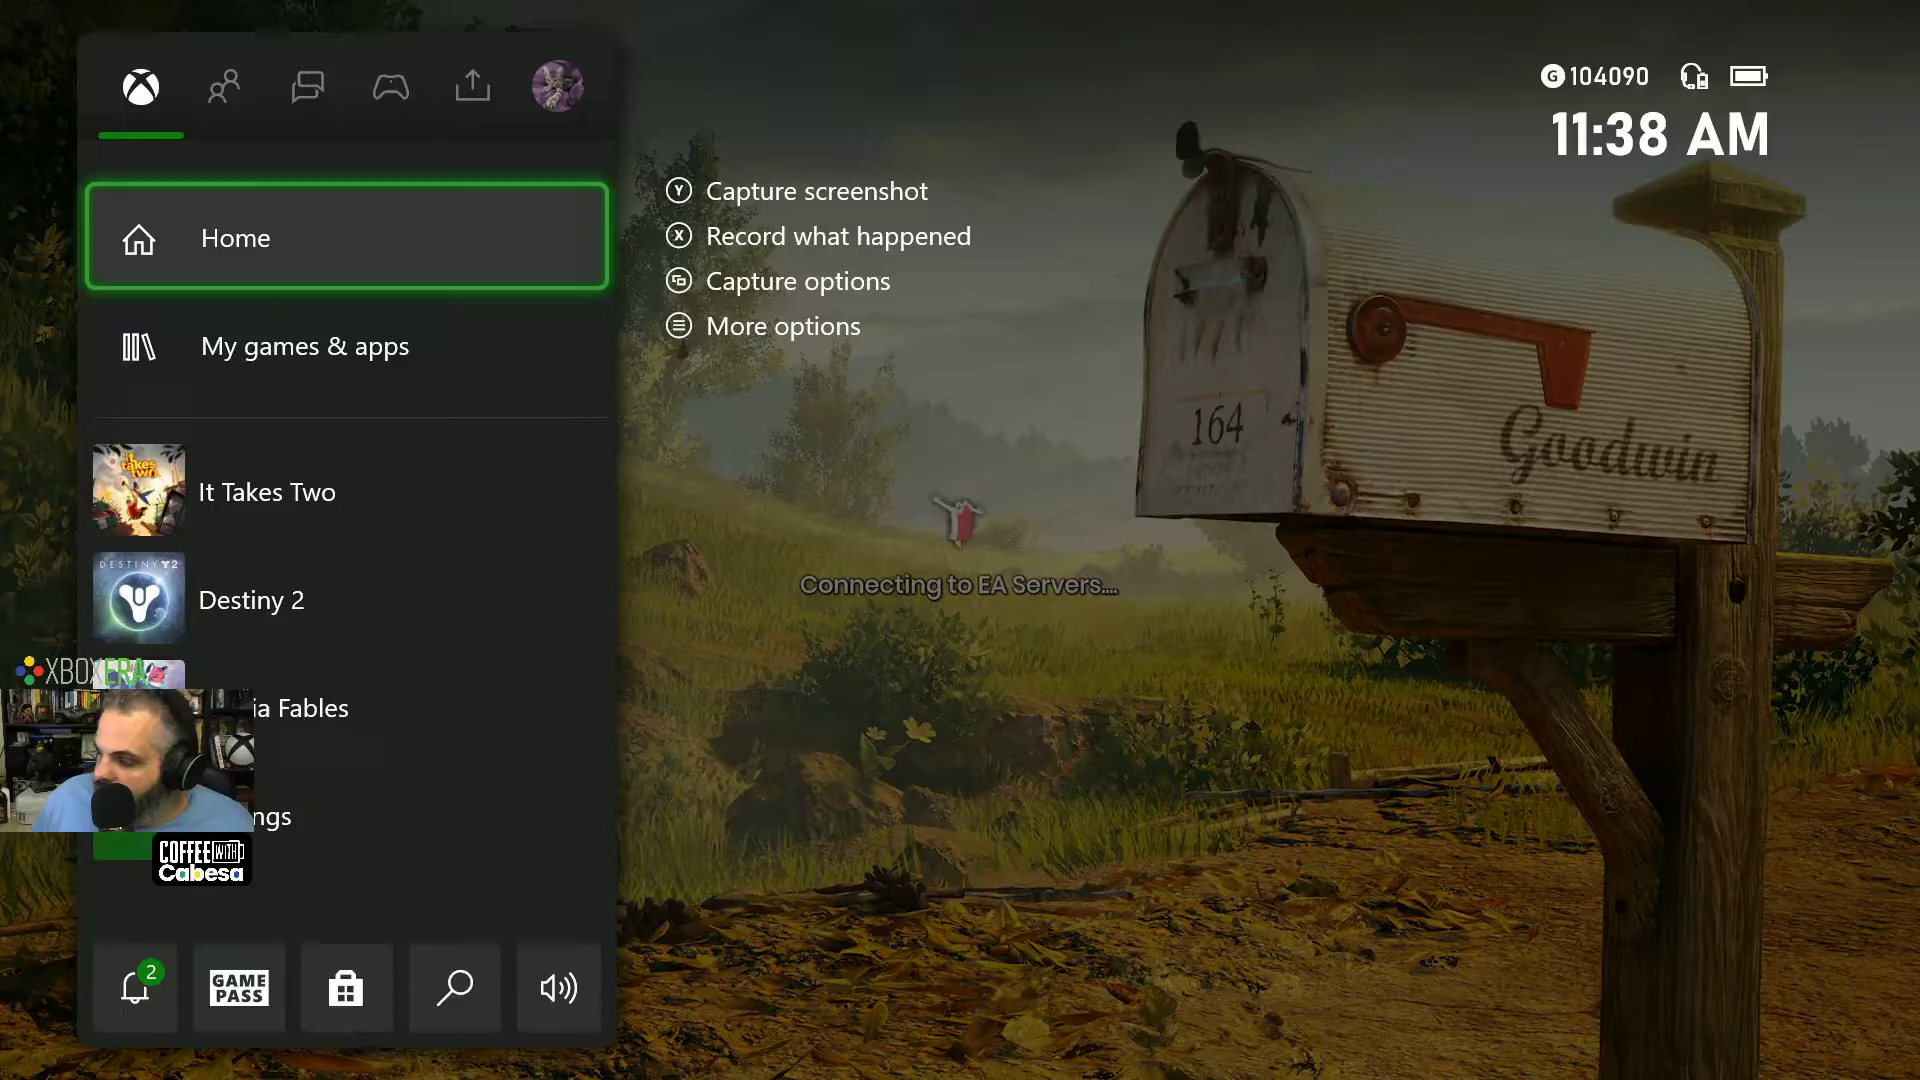 G 104090
11:38 AM
Home
My games & apps
It Takes Two
DESTINY 2
Destiny 2
ia Fables
ngs
Y Capture screenshot
X Record what happened
Capture options
More options
Connecting to EA Servers....
164
Goodwin
XBOXERA
COFFEE WITH
Cabesa
2
GAME
PASS